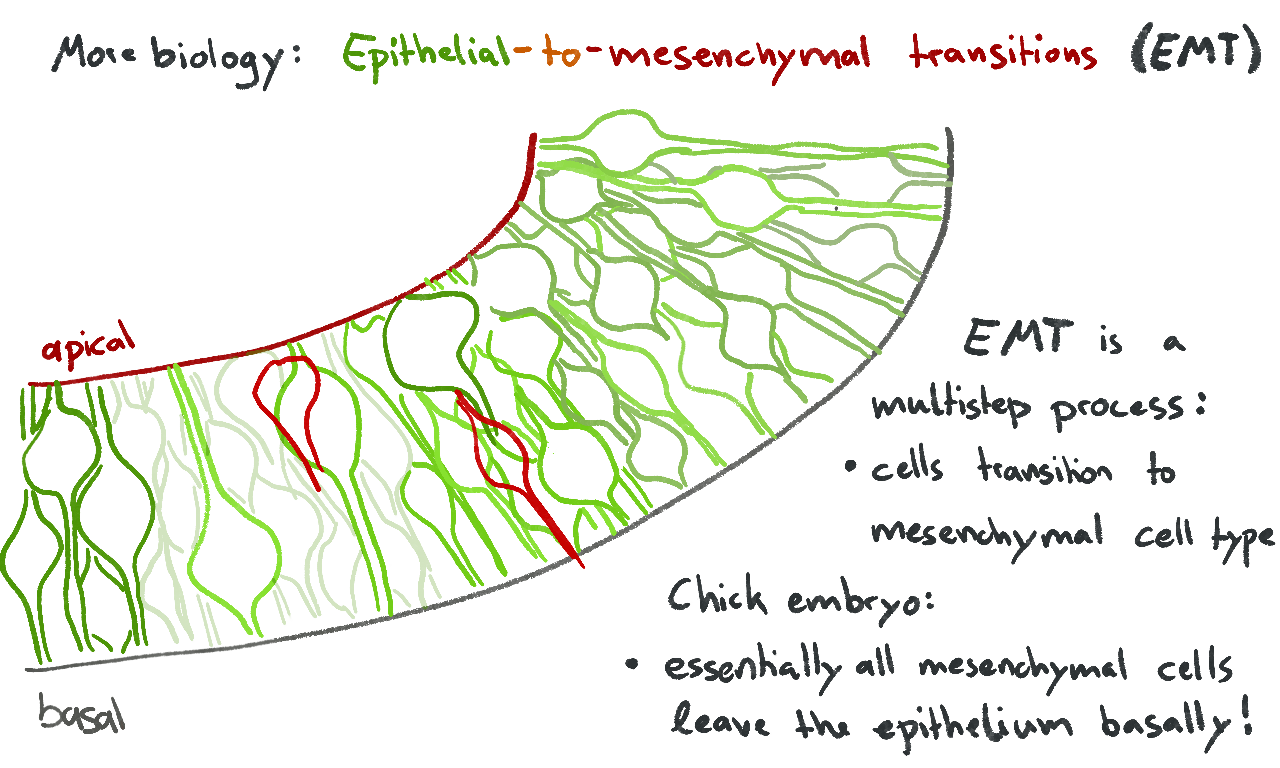 More biology: Epithelial-to-mesenchymal transitions (EMT)
apical
EMT is a
multistep process:
• cells transition to
mesenchymal cell type
Chick embryo:
• essentially all mesenchymal cells
leave the epithelium basally!
basal